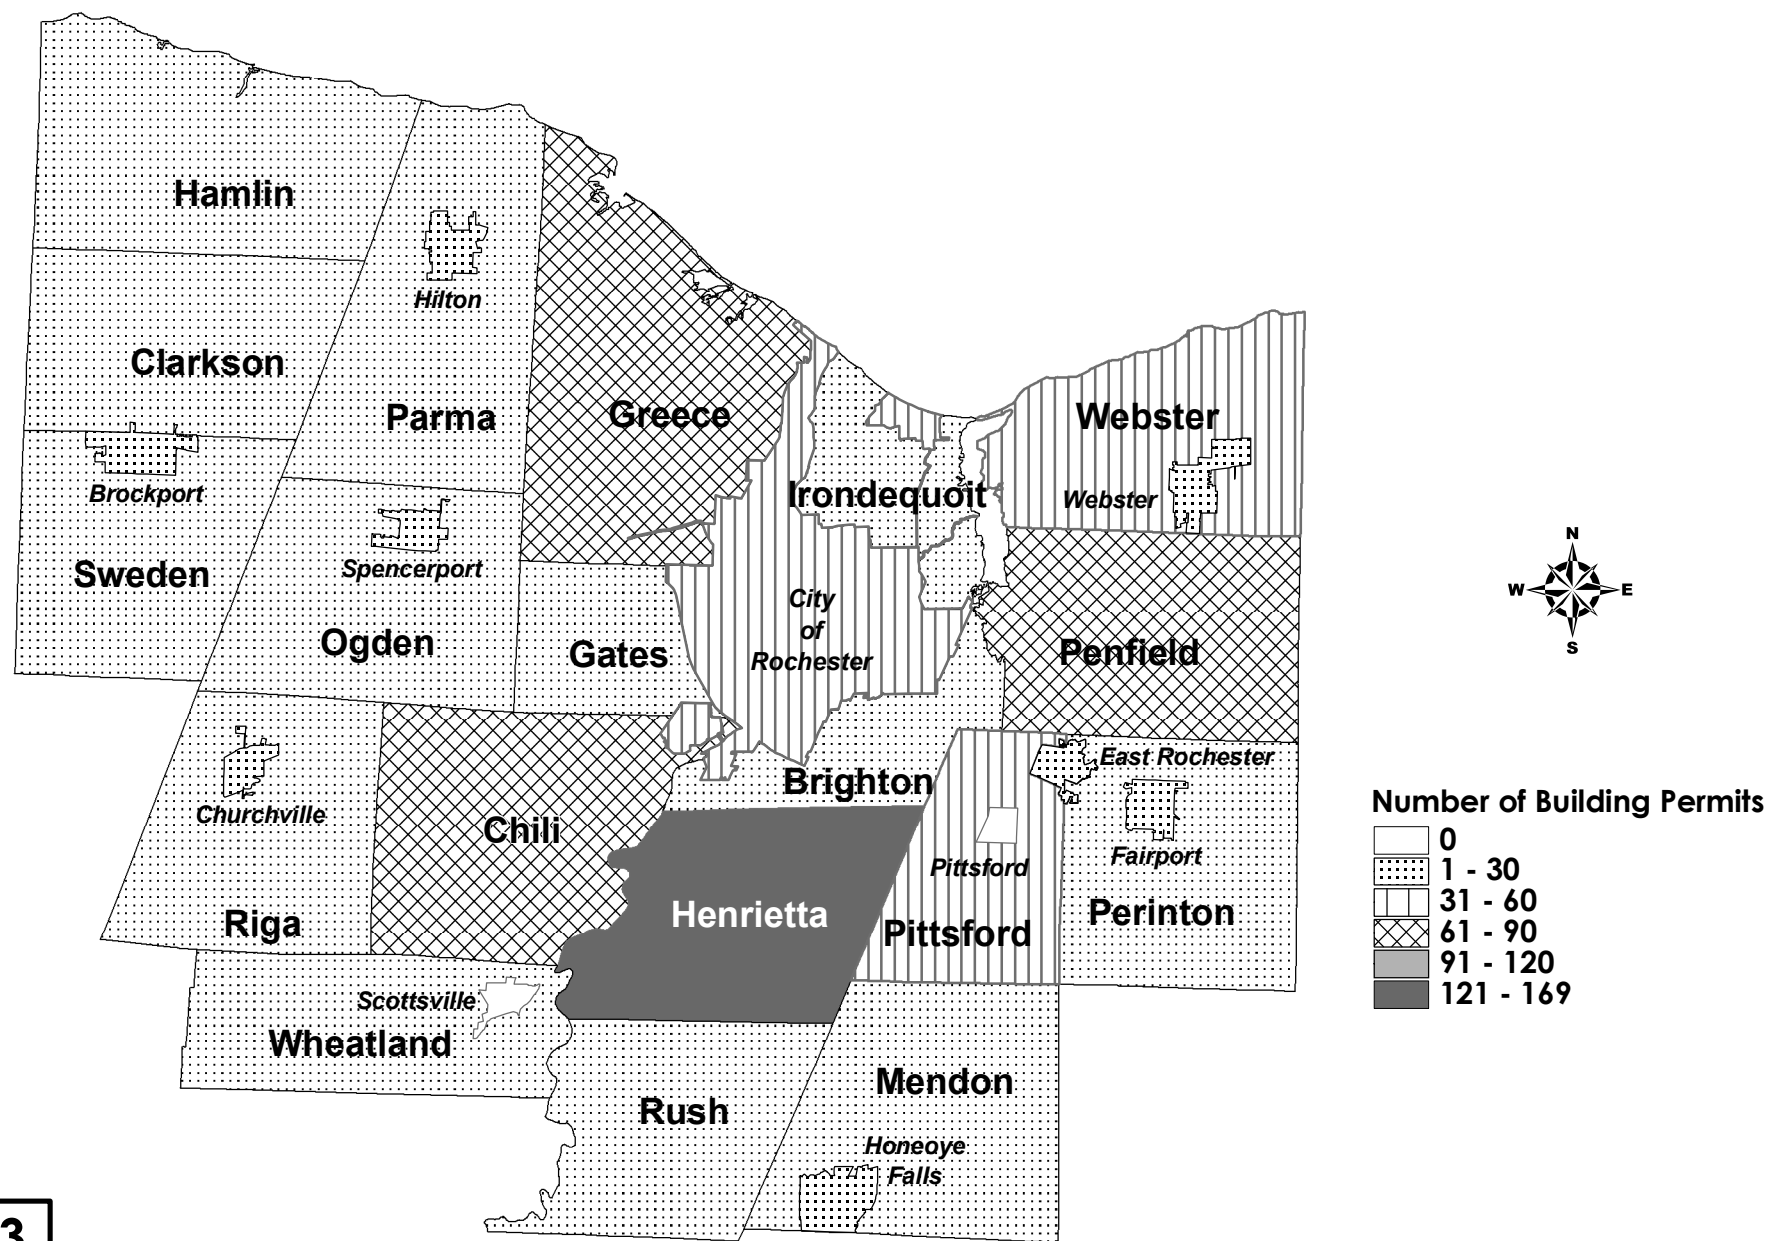 Hamlin
Hilton
Clarkson
Parma
Greece
Webster
Brockport
Irondequoit
Webster
Spencerport
Sweden
Ogden
Gates
City
of
Rochester
Penfield
N
W
E
S
East Rochester
Brighton
Churchville
Chili
Pittsford
Fairport
Riga
Henrietta
Pittsford
Perinton
Number of Building Permits
0
1 - 30
31 - 60
61 - 90
91 - 120
121 - 169
Scottsville
Wheatland
Mendon
Rush
Honeoye
Falls
3